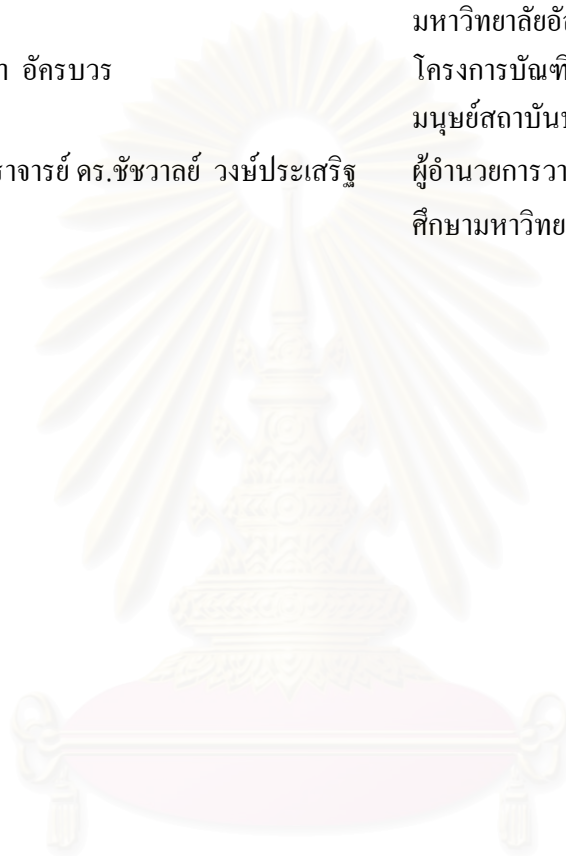 มหาวิทยาลัยอั
อัครบวร โครงการบัณฑิ
มนุษย์สถาบัน
ราจารย์ ดร.ชัชวาลย์ วงษ์ประเสริฐ ผู้อำนวยการวา
ศึกษามหาวิทย